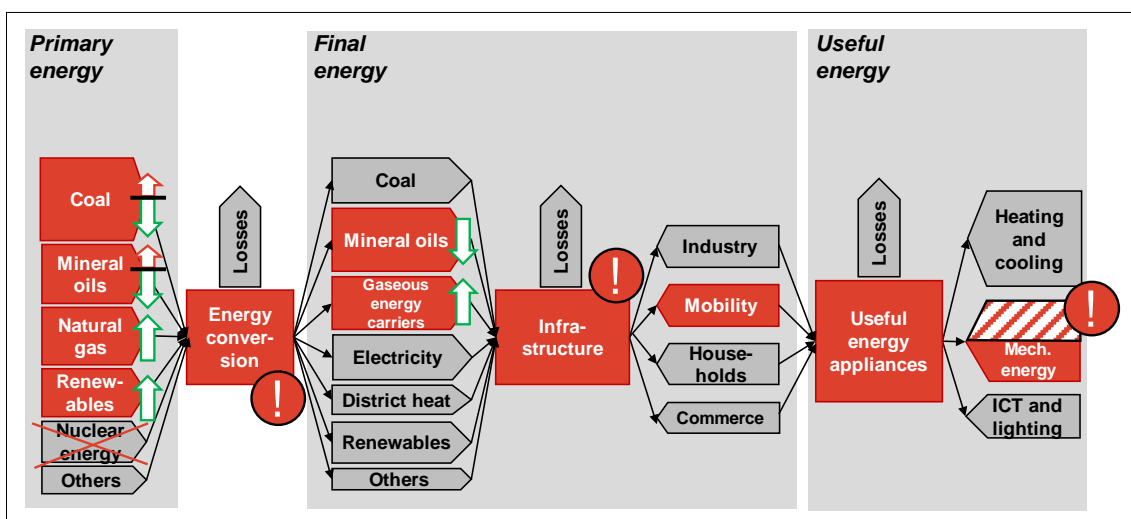 Primary
energy
Final
energy
Useful
energy
Coal
Mineral
oils
Natural
gas
Renew-
ables
Nuclear
energy
Others
Losses
Energy
conver-
sion
!
Coal
Mineral oils
Gaseous
energy
carriers
Electricity
District heat
Renewables
Others
Losses
!
Infra-
structure
Industry
Mobility
House-
holds
Commerce
Losses
Useful
energy
appliances
Heating
and
cooling
!
Mech.
energy
ICT and
lighting